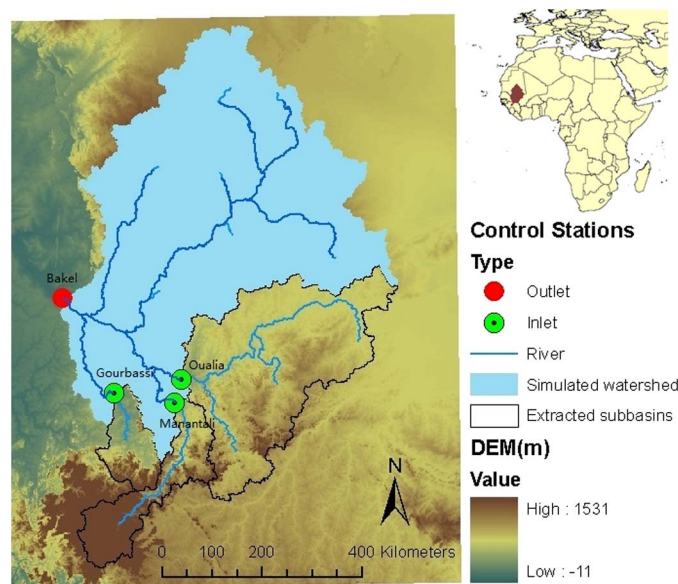 Bakel
Gourbassi
Oualia
Manantali
N
0 100 200 400 Kilometers
Control Stations
Type
Outlet
Inlet
River
Simulated watershed
Extracted subbasins
DEM(m)
Value
High : 1531
Low : -11